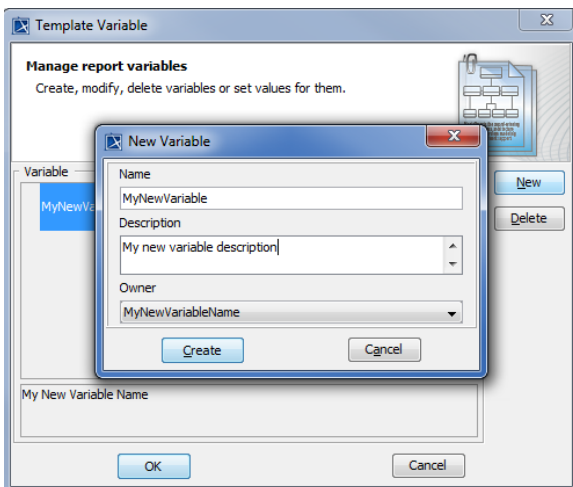 Template Variable
Manage report variables
Create, modify, delete variables or set values for them.
New Variable
Variable
Name
New
MyNewVariable
MyNewVa
Description
Delete
My new variable description
Owner
MyNewVariableName
Create
Cancel
My New Variable Name
OK
Cancel